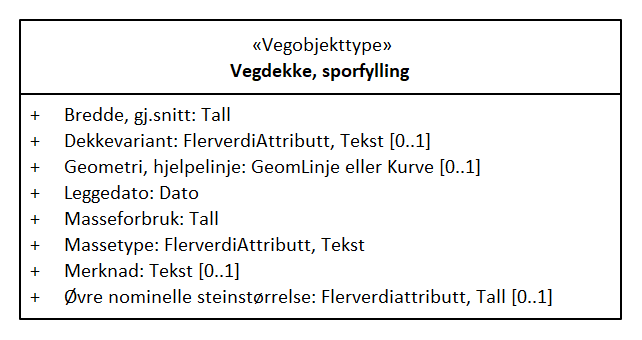 «Vegobjekttype»
Vegdekke, sporfylling
+ Bredde, gj.snitt: Tall
+ Dekkevariant: FlerverdiAttributt, Tekst [0..1]
+ Geometri, hjelpelinje: GeomLinje eller Kurve [0..1]
+ Leggedato: Dato
+ Masseforbruk: Tall
+ Massetype: FlerverdiAttributt, Tekst
+ Merknad: Tekst [0..1]
+ Øvre nominelle steinstørrelse: Flerverdiattributt, Tall [0..1]